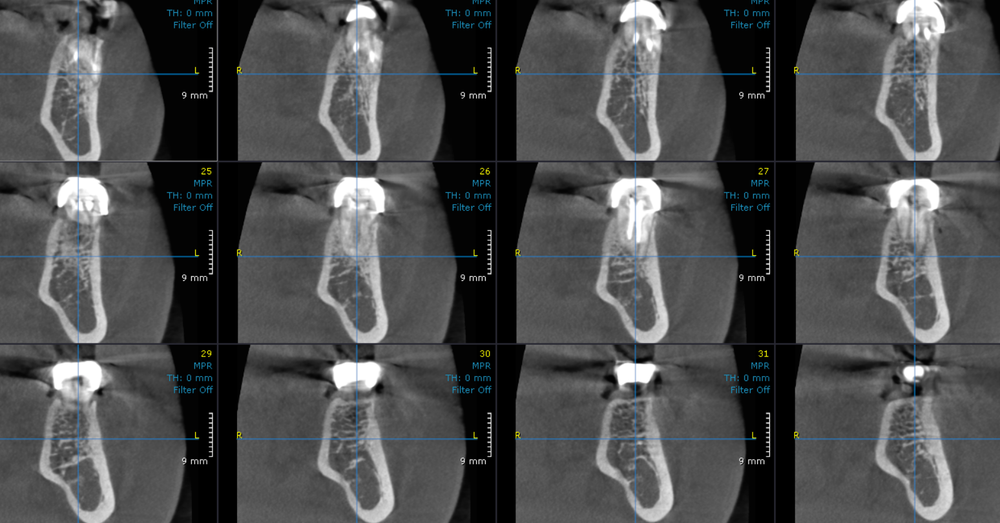 MPR
TH: 0 mm
Filter Off
L
9 mm
MPR
TH: 0 mm
Filter Off
R
L
9 mm
MPR
TH: 0 mm
Filter Off
R
L
9 mm
R
25
MPR
TH: 0 mm
Filter Off
L
9 mm
26
MPR
TH: 0 mm
Filter Off
R
L
9 mm
27
MPR
TH: 0 mm
Filter Off
R
L
9 mm
R
29
MPR
TH: 0 mm
Filter Off
L
9 mm
30
MPR
TH: 0 mm
Filter Off
R
L
9 mm
31
MPR
TH: 0 mm
Filter Off
R
L
9 mm
R